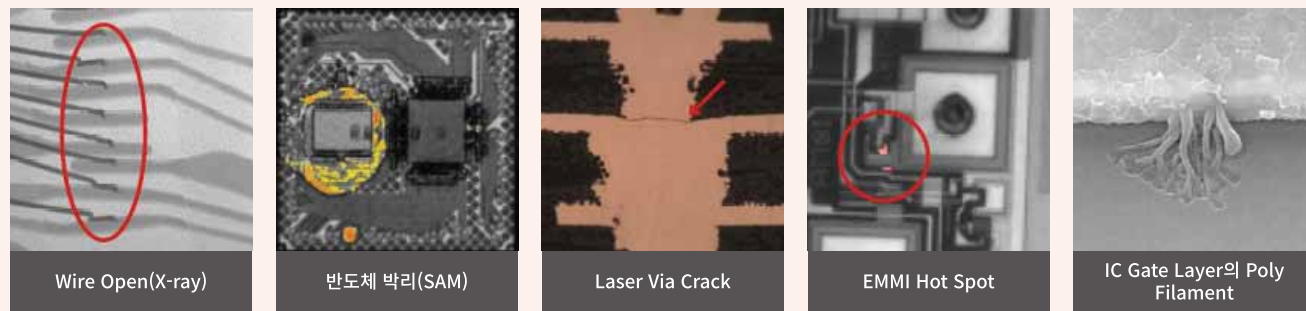 Wire Open(X-ray)
반도체 박리(SAM)
Laser Via Crack
EMMI Hot Spot
IC Gate Layer의 Poly
Filament